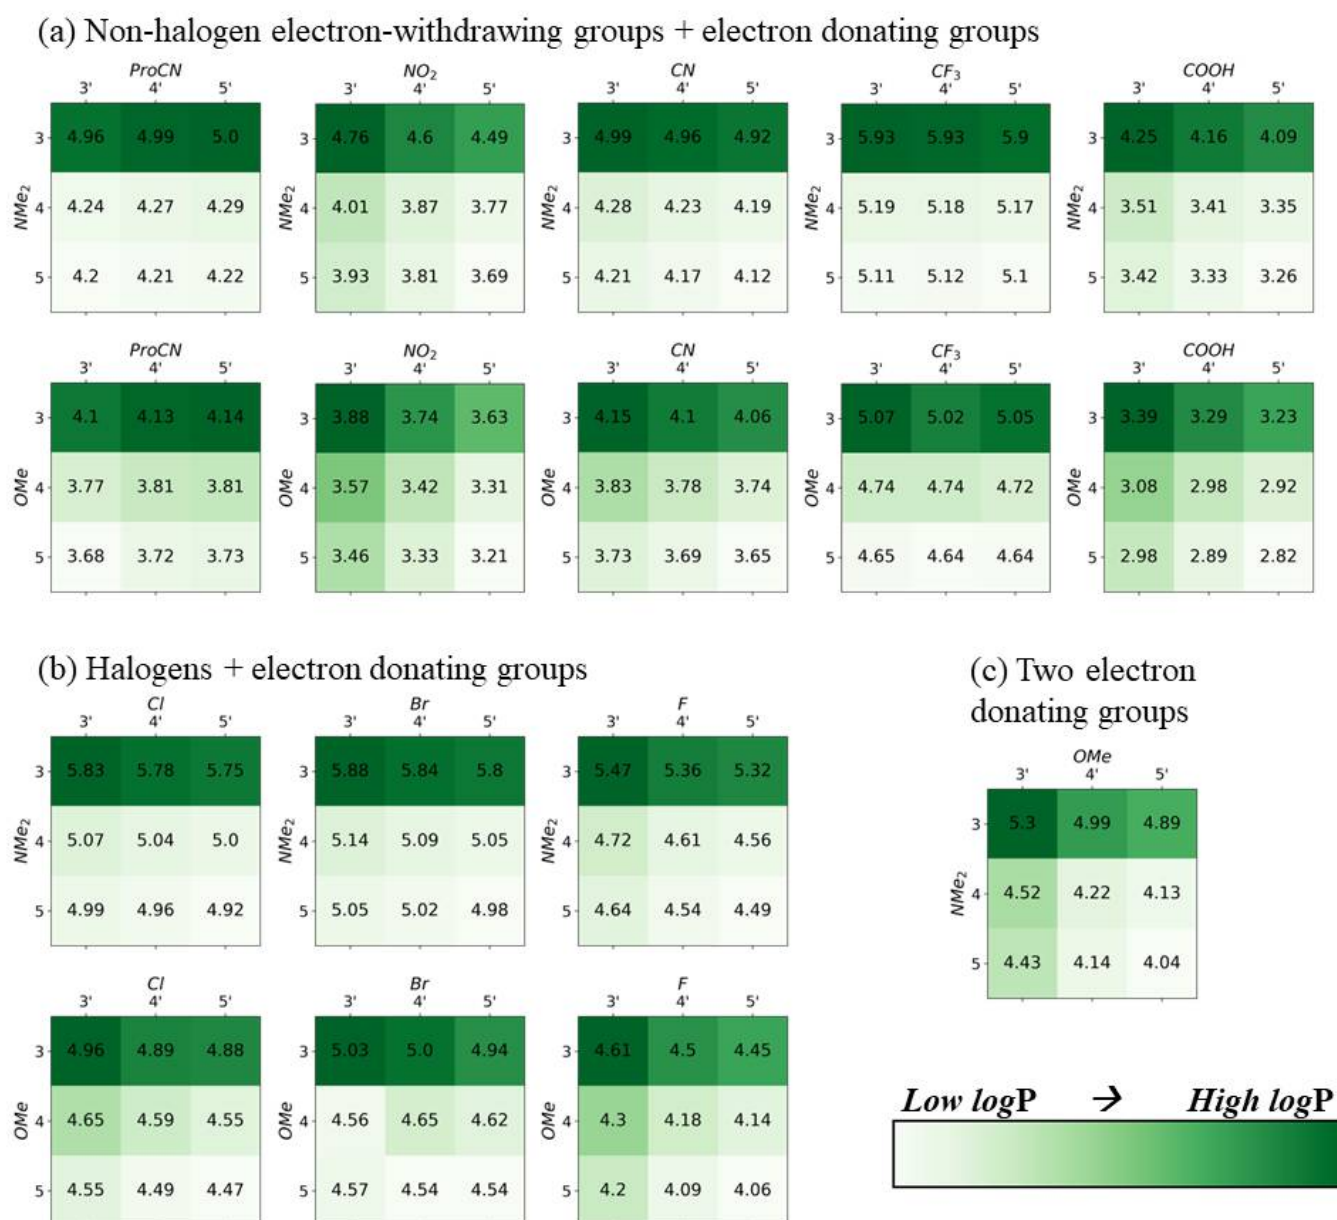 (a) Non-halogen electron-withdrawing groups + electron donating groups
ProCN NO2 CN CF3 COOH
3' 4' 5' 3' 4' 5' 3' 4' 5' 3' 4' 5' 3' 4' 5'
3 4.96 4.99 5.0 3 4.76 4.6 4.49 3 4.99 4.96 4.92 3 5.93 5.93 5.9 3 4.25 4.16 4.09
NMe2 4 4.24 4.27 4.29 NMe2 4 4.01 3.87 3.77 NMe2 4 4.28 4.23 4.19 NMe2 4 5.19 5.18 5.17 NMe2 4 3.51 3.41 3.35
5 4.2 4.21 4.22 5 3.93 3.81 3.69 5 4.21 4.17 4.12 5 5.11 5.12 5.1 5 3.42 3.33 3.26
ProCN NO2 CN CF3 COOH
3' 4' 5' 3' 4' 5' 3' 4' 5' 3' 4' 5' 3' 4' 5'
3 4.1 4.13 4.14 3 3.88 3.74 3.63 3 4.15 4.1 4.06 3 5.07 5.02 5.05 3 3.39 3.29 3.23
OMe 4 3.77 3.81 3.81 OMe 4 3.57 3.42 3.31 OMe 4 3.83 3.78 3.74 OMe 4 4.74 4.74 4.72 OMe 4 3.08 2.98 2.92
5 3.68 3.72 3.73 5 3.46 3.33 3.21 5 3.73 3.69 3.65 5 4.65 4.64 4.64 5 2.98 2.89 2.82
(b) Halogens + electron donating groups
Cl Br F
3' 4' 5' 3' 4' 5' 3' 4' 5'
3 5.83 5.78 5.75 3 5.88 5.84 5.8 3 5.47 5.36 5.32
NMe2 4 5.07 5.04 5.0 NMe2 4 5.14 5.09 5.05 NMe2 4 4.72 4.61 4.56
5 4.99 4.96 4.92 5 5.05 5.02 4.98 5 4.64 4.54 4.49
Cl Br F
3' 4' 5' 3' 4' 5' 3' 4' 5'
3 4.96 4.89 4.88 3 5.03 5.0 4.94 3 4.61 4.5 4.45
OMe 4 4.65 4.59 4.55 OMe 4 4.56 4.65 4.62 OMe 4 4.3 4.18 4.14
5 4.55 4.49 4.47 5 4.57 4.54 4.54 5 4.2 4.09 4.06
(c) Two electron
donating groups
OMe
3' 4' 5'
3 5.3 4.99 4.89
NMe2 4 4.52 4.22 4.13
5 4.43 4.14 4.04
Low logP → High logP